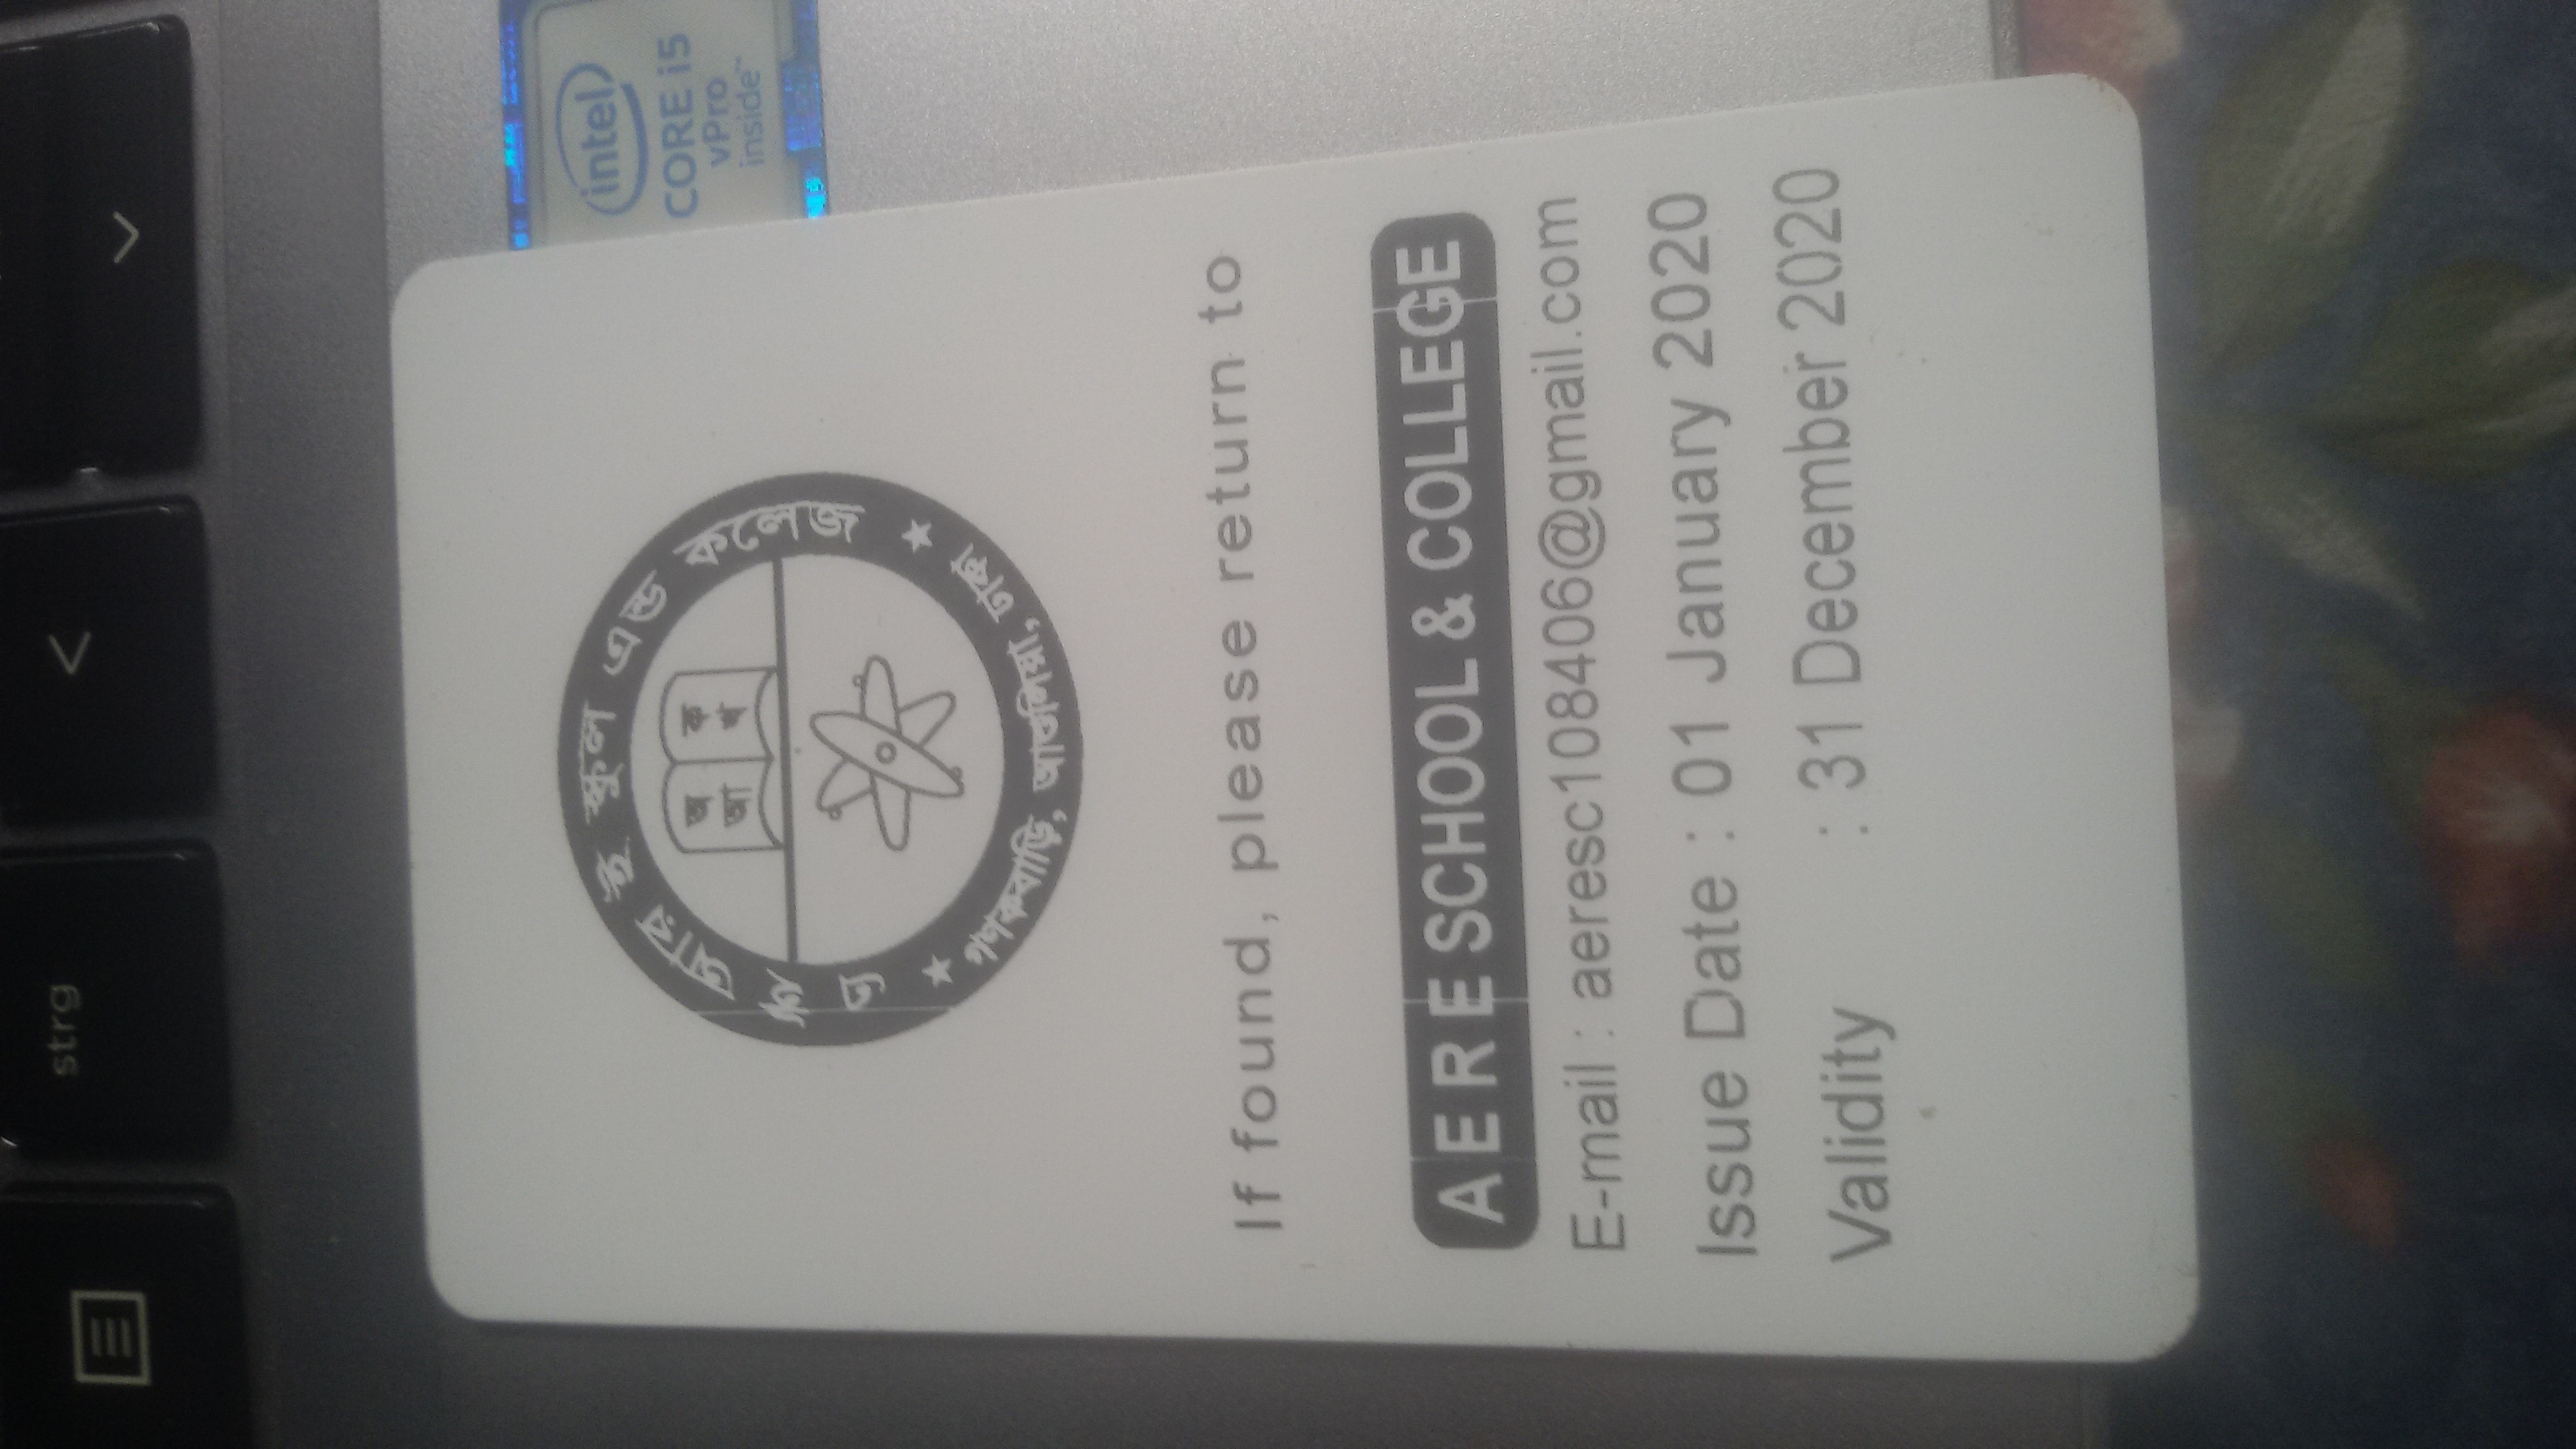 strg
<
এ ই আর ই স্কুল এন্ড কলেজ
অ ক
আ খ
গণকবাড়ি, আশুলিয়া, ঢাকা
intel
CORE i5
vPro
inside™
If found, please return to
A E R E SCHOOL & COLLEGE
E-mail : aeresc108406@gmail.com
Issue Date : 01 January 2020
Validity : 31 December 2020